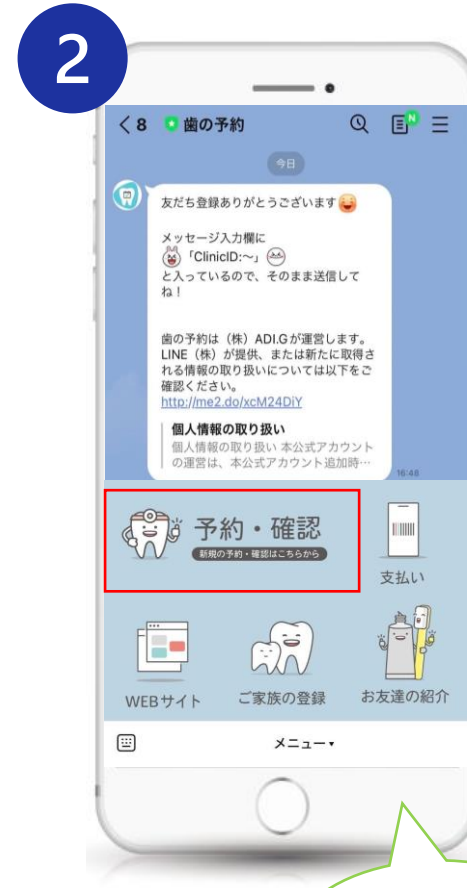 2
8 歯の予約
N
今日
友だち登録ありがとうございます
メッセージ入力欄に
「ClinicID:~」
と入っているので、そのまま送信して
ね！
歯の予約は（株）ADI.Gが運営します。
LINE（株）が提供、または新たに取得さ
れる情報の取り扱いについては以下をご
確認ください。
http://me2.do/xcM24DiY
個人情報の取り扱い
個人情報の取り扱い 本公式アカウント
の運営は、本公式アカウント追加時…
16:46
予約・確認
新規の予約・確認はこちらから
支払い
WEBサイト
ご家族の登録
お友達の紹介
メニュー▾